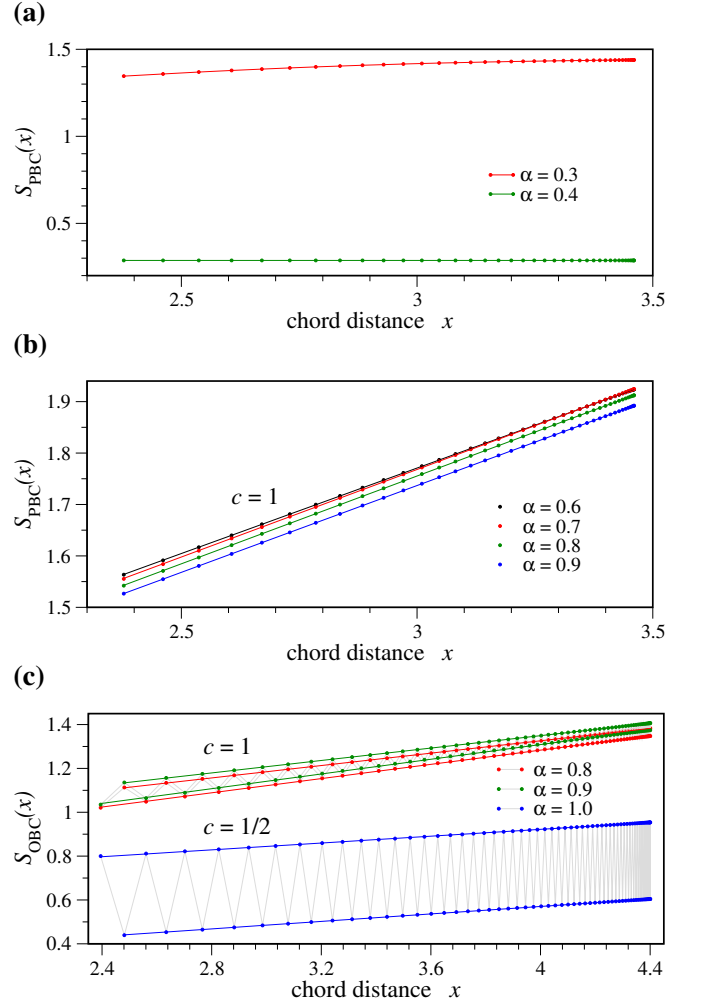 (a)
1.5
1
0.5
S_PBC(x)
α = 0.3
α = 0.4
2.5 3 3.5
chord distance x
(b)
1.9
1.8
1.7
1.6
1.5
S_PBC(x)
c = 1
α = 0.6
α = 0.7
α = 0.8
α = 0.9
2.5 3 3.5
chord distance x
(c)
1.4
1.2
1
0.8
0.6
0.4
S_OBC(x)
c = 1
c = 1/2
α = 0.8
α = 0.9
α = 1.0
2.4 2.8 3.2 3.6 4 4.4
chord distance x